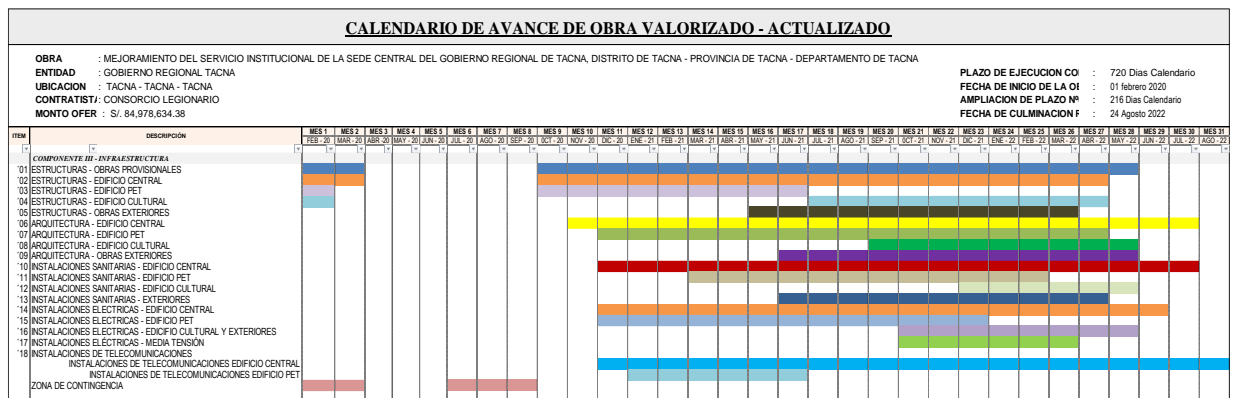 CALENDARIO DE AVANCE DE OBRA VALORIZADO - ACTUALIZADO
OBRA : MEJORAMIENTO DEL SERVICIO INSTITUCIONAL DE LA SEDE CENTRAL DEL GOBIERNO REGIONAL DE TACNA, DISTRITO DE TACNA - PROVINCIA DE TACNA - DEPARTAMENTO DE TACNA
ENTIDAD : GOBIERNO REGIONAL TACNA
PLAZO DE EJECUCION CO : 720 Dias Calendario
UBICACION : TACNA - TACNA - TACNA
FECHA DE INICIO DE LA : 01 febrero 2020
CONTRATIST : CONSORCIO LEGIONARIO
AMPLIACION DE PLAZO Nº : 216 Dias Calendario
MONTO OFER : S/. 84,978,634.38
FECHA DE CULMINACION : 24 Agosto 2022
ITEM DESCRIPCIÓN MES 1 MES 2 MES 3 MES 4 MES 5 MES 6 MES 7 MES 8 MES 9 MES 10 MES 11 MES 12 MES 13 MES 14 MES 15 MES 16 MES 17 MES 18 MES 19 MES 20 MES 21 MES 22 MES 23 MES 24 MES 25 MES 26 MES 27 MES 28 MES 29 MES 30 MES 31
FEB - 20 MAR - 20 ABR - 20 MAY - 20 JUN - 20 JUL - 20 AGO - 20 SEP - 20 0CT - 20 NOV - 20 DIC - 20 ENE - 21 FEB - 21 MAR - 21 ABR - 21 MAY - 21 JUN - 21 JUL - 21 AGO - 21 SEP - 21 0CT - 21 NOV - 21 DIC - 21 ENE - 21 FEB - 22 MAR - 22 ABR - 22 MAY - 22 JUN - 22 JUL - 22 AGO - 22
COMPONENTE III - INFRAESTRUCTURA
´01 ESTRUCTURAS - OBRAS PROVISIONALES
´02 ESTRUCTURAS - EDIFICIO CENTRAL
´03 ESTRUCTURAS - EDIFICIO PET
´04 ESTRUCTURAS - EDIFICIO CULTURAL
´05 ESTRUCTURAS - OBRAS EXTERIORES
´06 ARQUITECTURA - EDIFICIO CENTRAL
´07 ARQUITECTURA - EDIFICIO PET
´08 ARQUITECTURA - EDIFICIO CULTURAL
´09 ARQUITECTURA - OBRAS EXTERIORES
´10 INSTALACIONES SANITARIAS - EDIFICIO CENTRAL
´11 INSTALACIONES SANITARIAS - EDIFICIO PET
´12 INSTALACIONES SANITARIAS - EDIFICIO CULTURAL
´13 INSTALACIONES SANITARIAS - EXTERIORES
´14 INSTALACIONES ELECTRICAS - EDIFICIO CENTRAL
´15 INSTALACIONES ELECTRICAS - EDIFICIO PET
´16 INSTALACIONES ELECTRICAS - EDICIFIO CULTURAL Y EXTERIORES
´17 INSTALACIONES ELÉCTRICAS - MEDIA TENSIÓN
´18 INSTALACIONES DE TELECOMUNICACIONES
INSTALACIONES DE TELECOMUNICACIONES EDIFICIO CENTRAL
INSTALACIONES DE TELECOMUNICACIONES EDIFICIO PET
ZONA DE CONTINGENCIA